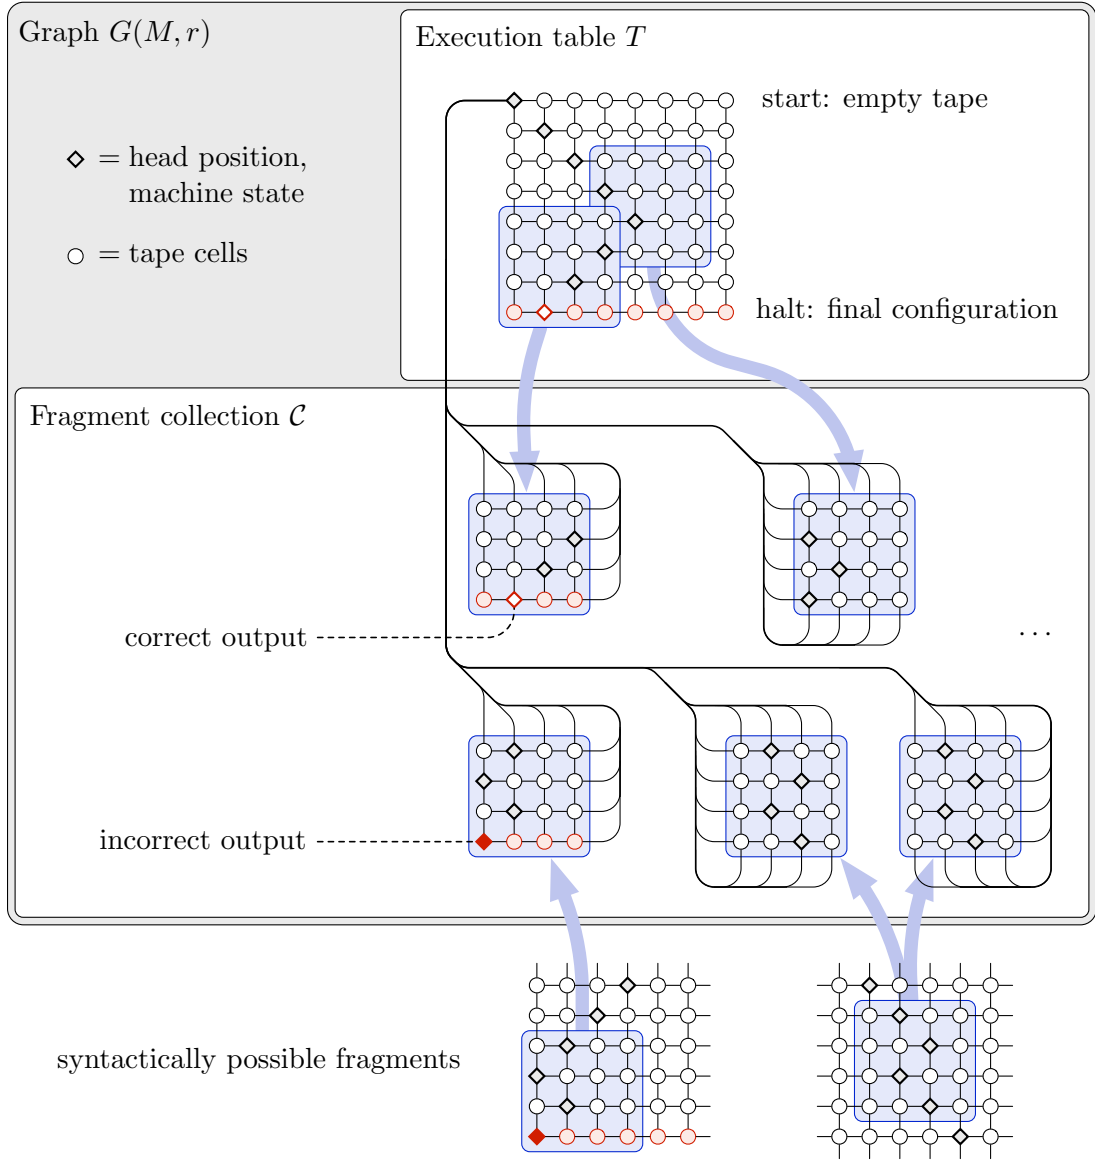 Graph G(M, r)
Execution table T
start: empty tape
◇ = head position,
machine state
○ = tape cells
halt: final configuration
Fragment collection 𝒞
correct output
...
incorrect output
syntactically possible fragments